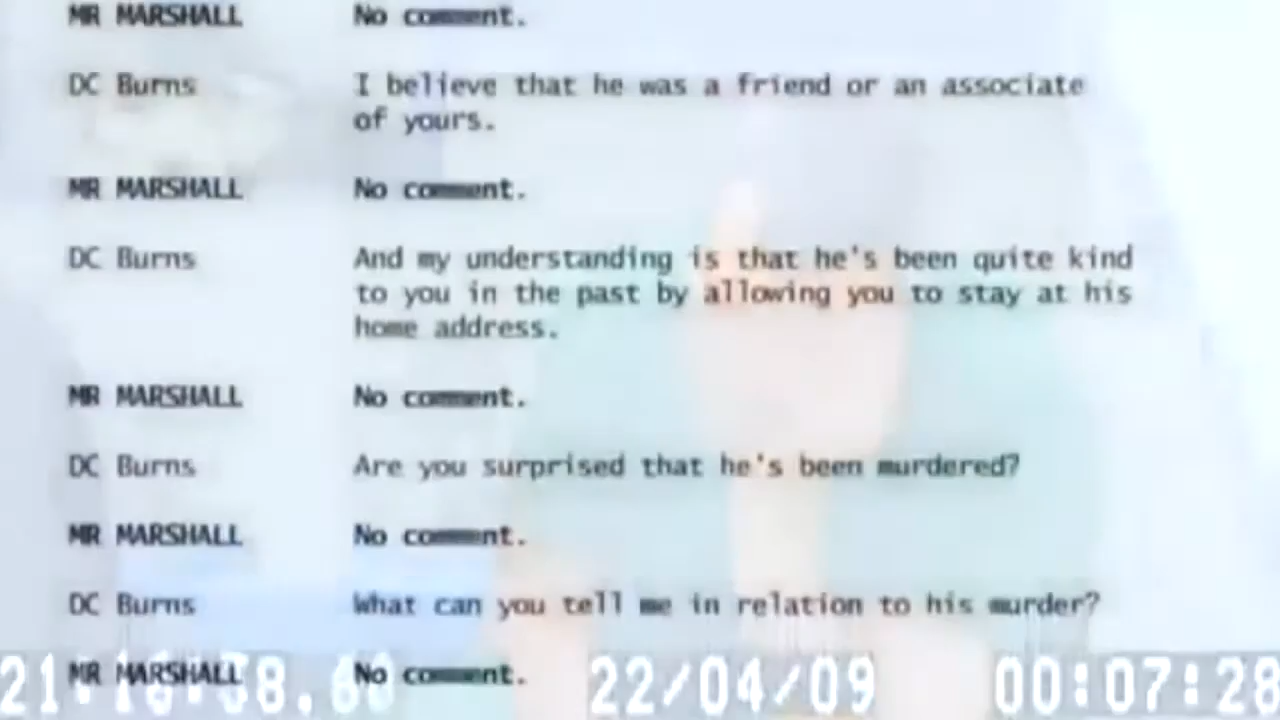 MR MARSHALL No comment.
DC Burns I believe that he was a friend or an associate
of yours.
MR MARSHALL No comment.
DC Burns And my understanding is that he's been quite kind
to you in the past by allowing you to stay at his
home address.
MR MARSHALL No comment.
DC Burns Are you surprised that he's been murdered?
MR MARSHALL No comment.
DC Burns What can you tell me in relation to his murder?
MR MARSHALL No comment.
22/04/09 00:07:28